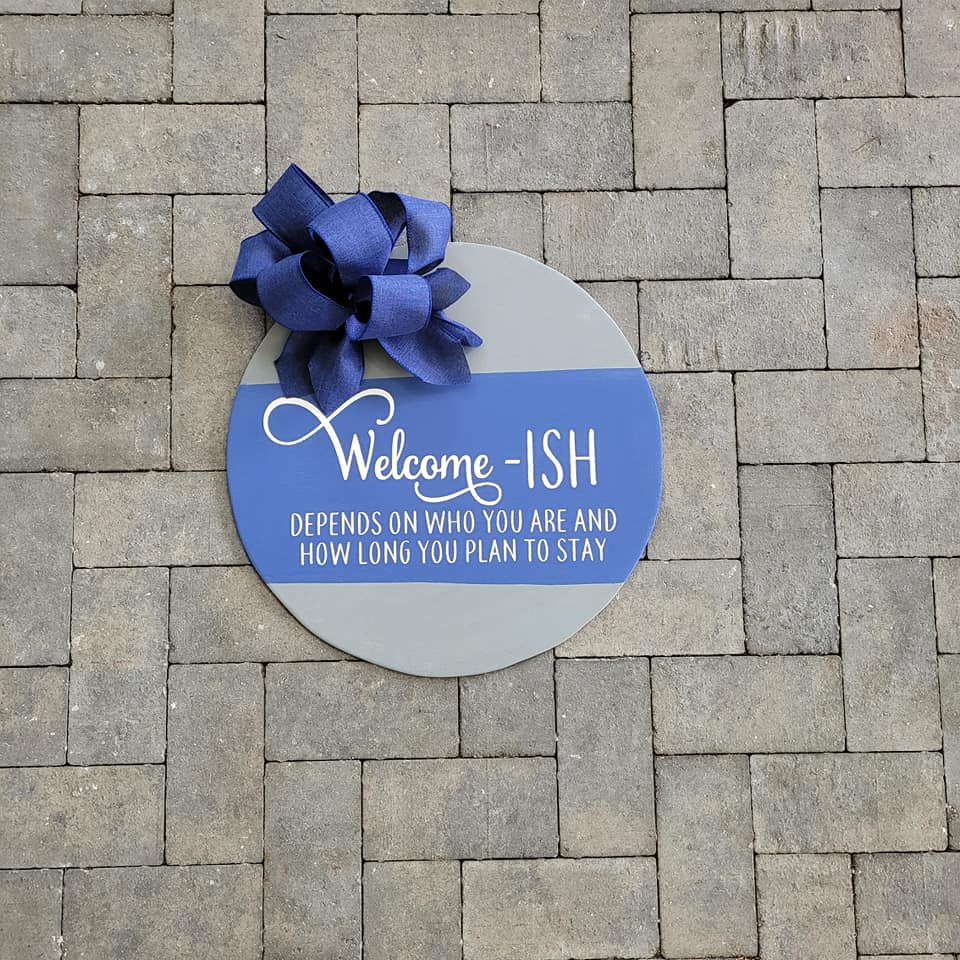 Welcome -ISH
DEPENDS ON WHO YOU ARE AND
HOW LONG YOU PLAN TO STAY